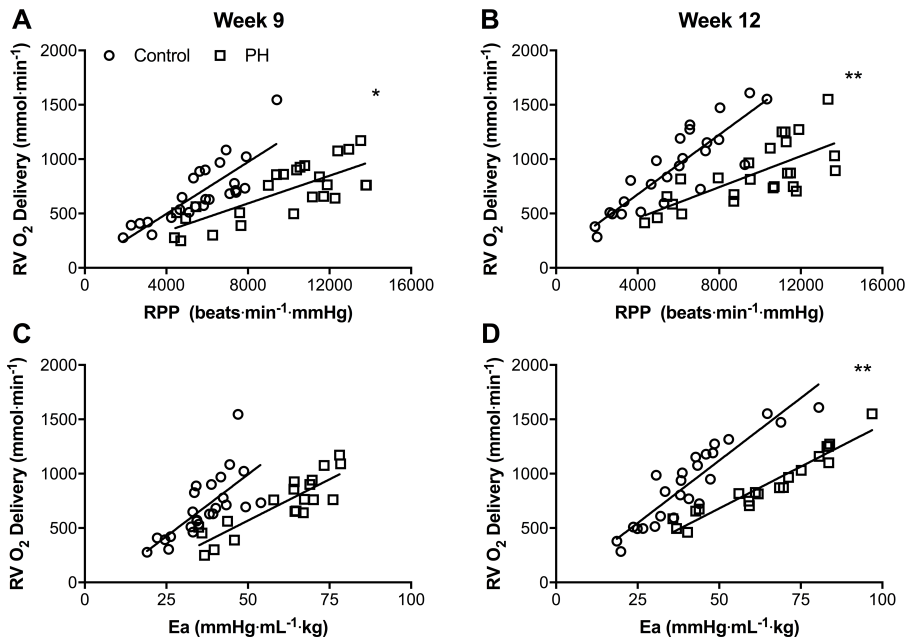 A Week 9
2000
1500
1000
500
0
RV O₂ Delivery (mmol·min⁻¹)
Control PH
*
0 4000 8000 12000 16000
RPP (beats·min⁻¹·mmHg)
B Week 12
2000
1500
1000
500
0
RV O₂ Delivery (mmol·min⁻¹)
**
0 4000 8000 12000 16000
RPP (beats·min⁻¹·mmHg)
C
2000
1500
1000
500
0
RV O₂ Delivery (mmol·min⁻¹)
0 25 50 75 100
Ea (mmHg·mL⁻¹·kg)
D
2000
1500
1000
500
0
RV O₂ Delivery (mmol·min⁻¹)
**
0 25 50 75 100
Ea (mmHg·mL⁻¹·kg)